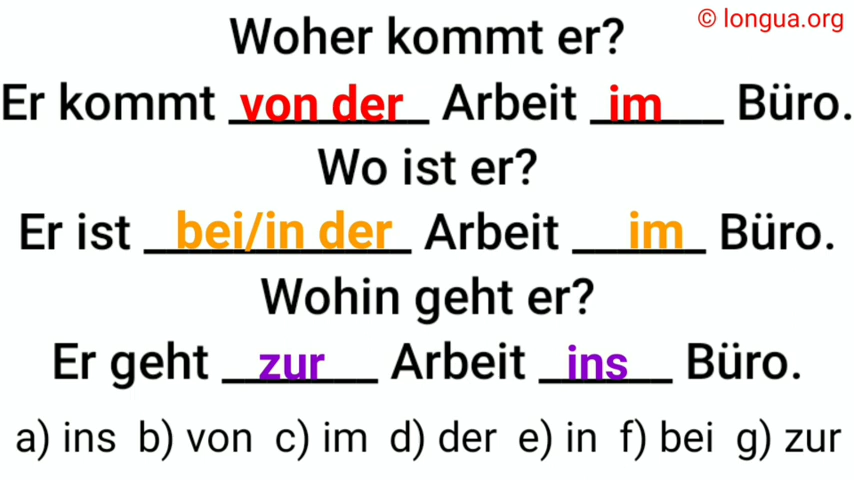 © longua.org
Woher kommt er?
Er kommt von der Arbeit im Büro.
Wo ist er?
Er ist bei/in der Arbeit im Büro.
Wohin geht er?
Er geht zur Arbeit ins Büro.
a) ins b) von c) im d) der e) in f) bei g) zur